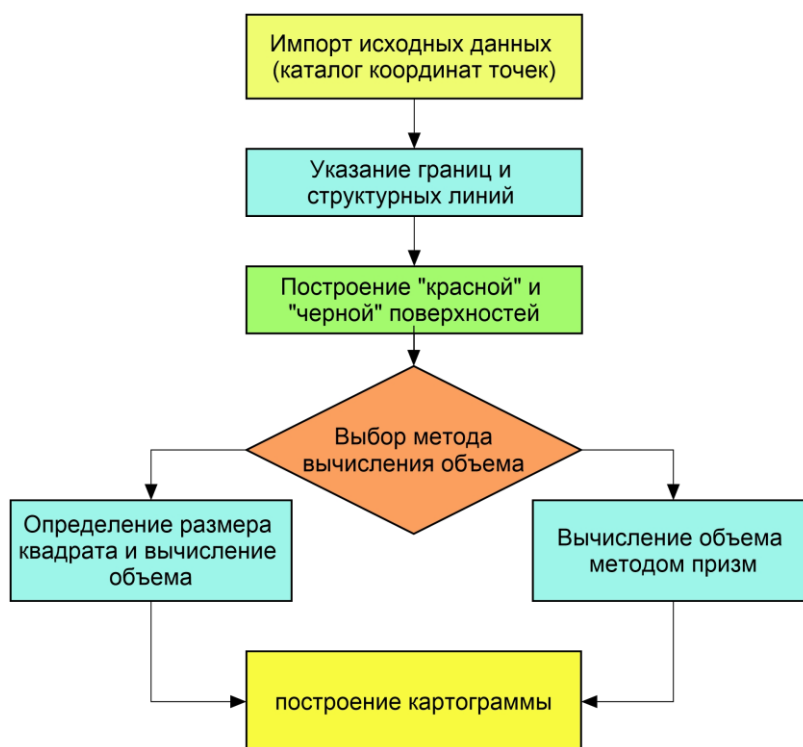 Импорт исходных данных
(каталог координат точек)
Указание границ и
структурных линий
Построение "красной" и
"черной" поверхностей
Выбор метода
вычисления объема
Определение размера
квадрата и вычисление
объема
Вычисление объема
методом призм
построение картограммы